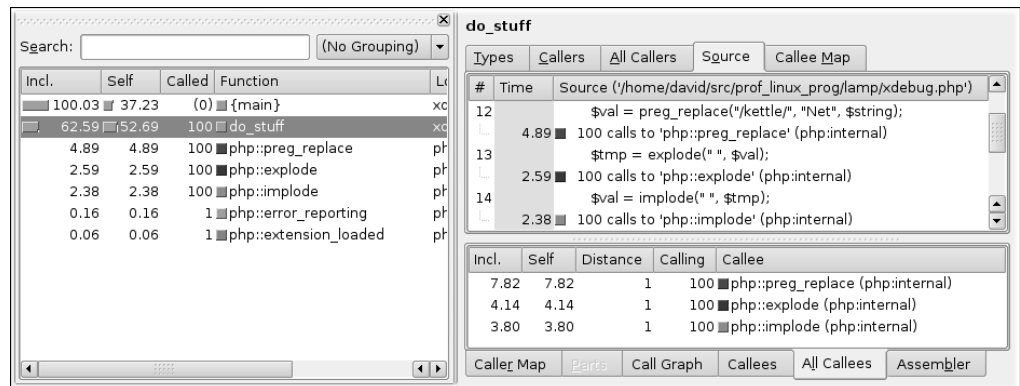 Search: (No Grouping)
Incl. Self Called Function Lo
100.03 37.23 (0) {main} xd
62.59 52.69 100 do_stuff xd
4.89 4.89 100 php::preg_replace ph
2.59 2.59 100 php::explode ph
2.38 2.38 100 php::implode ph
0.16 0.16 1 php::error_reporting ph
0.06 0.06 1 php::extension_loaded ph
do_stuff
Types Callers All Callers Source Callee Map
# Time Source ('/home/david/src/prof_linux_prog/lamp/xdebug.php')
12 $val = preg_replace("/kettle/", "Net", $string);
4.89 100 calls to 'php::preg_replace' (php:internal)
13 $tmp = explode(" ", $val);
2.59 100 calls to 'php::explode' (php:internal)
14 $val = implode(" ", $tmp);
2.38 100 calls to 'php::implode' (php:internal)
Incl. Self Distance Calling Callee
7.82 7.82 1 100 php::preg_replace (php:internal)
4.14 4.14 1 100 php::explode (php:internal)
3.80 3.80 1 100 php::implode (php:internal)
Caller Map Parts Call Graph Callees All Callees Assembler